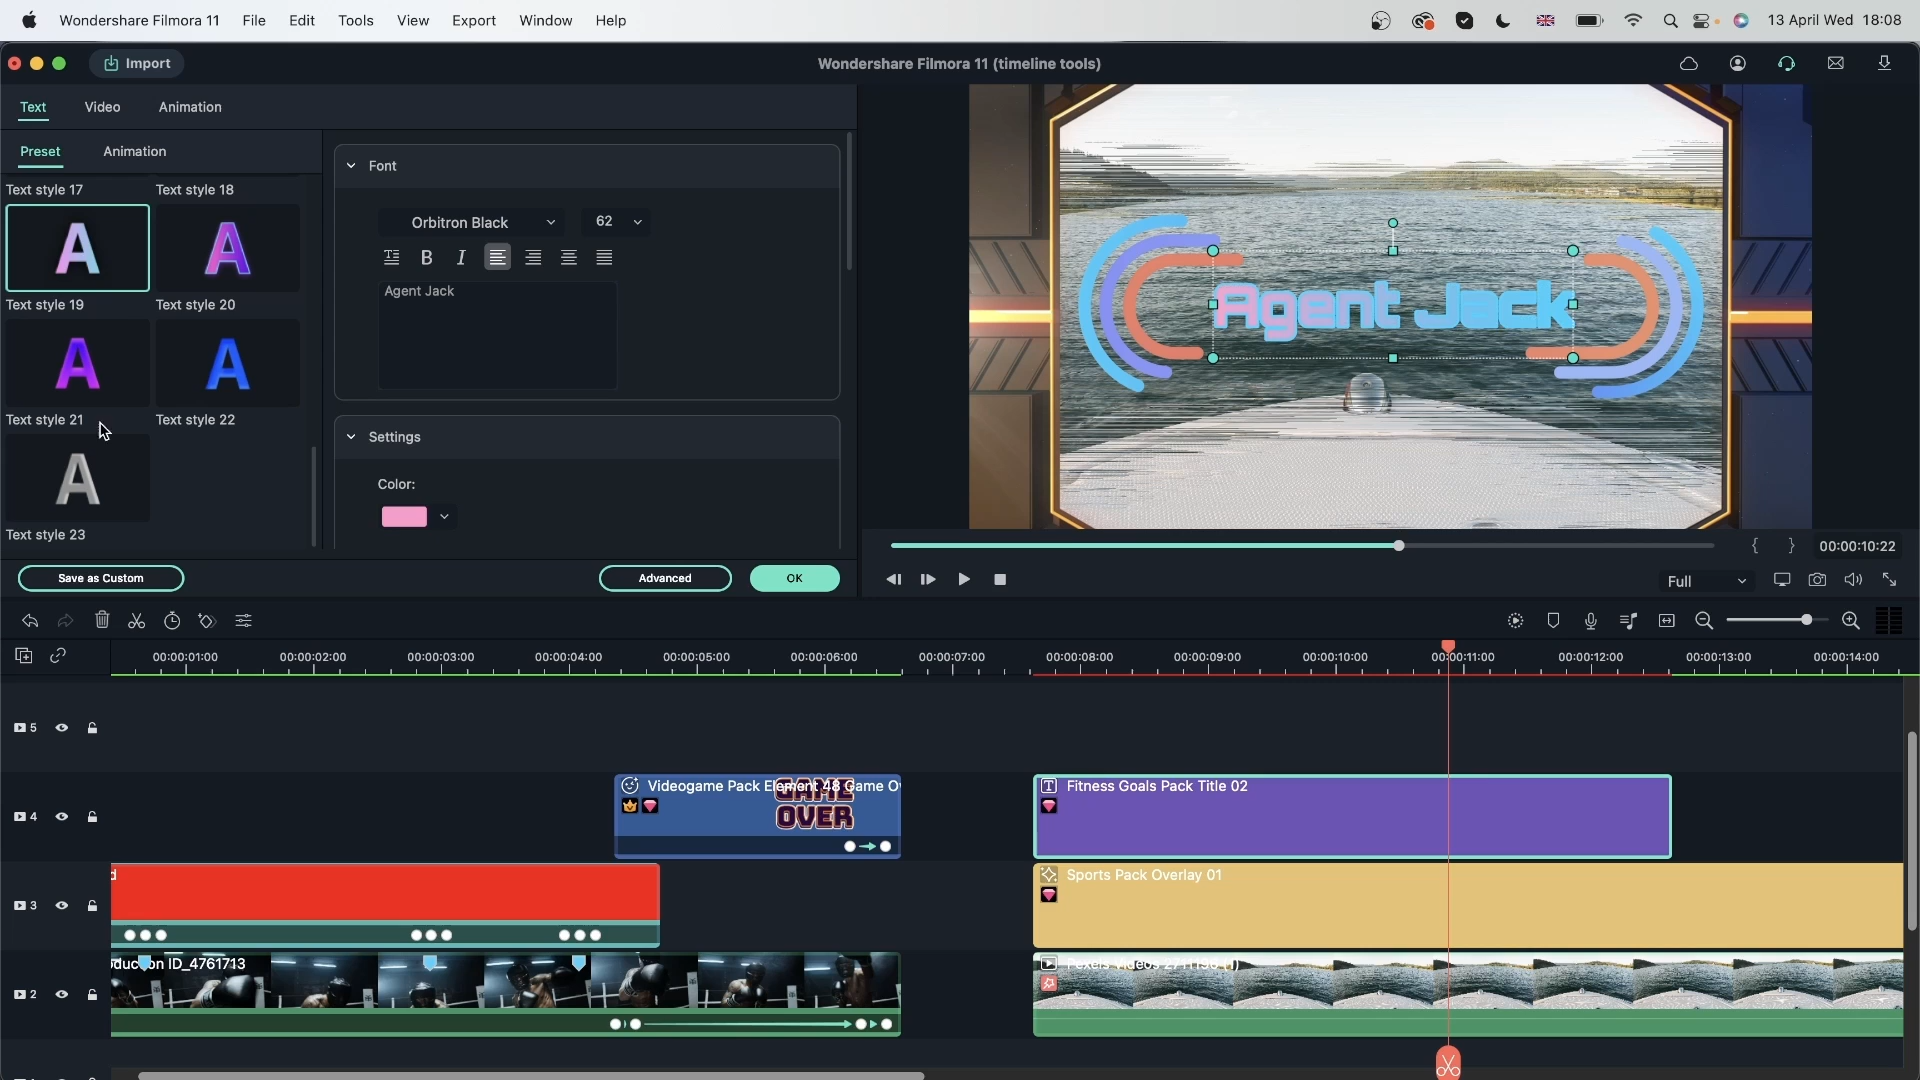 Wondershare Filmora 11 File Edit Tools View Export Window Help 13 April Wed 18:08
Import Wondershare Filmora 11 (timeline tools)
Text Video Animation
Preset Animation
Text style 17 Text style 18
A A
Text style 19 Text style 20
A A
Text style 21 Text style 22
A
Text style 23
Font
Orbitron Black 62
B I
Agent Jack
Settings
Color:
Save as Custom Advanced OK
Agent Jack
{ } 00:00:10:22
Full
00:00:01:00 00:00:02:00 00:00:03:00 00:00:04:00 00:00:05:00 00:00:06:00 00:00:07:00 00:00:08:00 00:00:09:00 00:00:10:00 00:00:11:00 00:00:12:00 00:00:13:00 00:00:14:00
5
4 Videogame Pack Element 48 Game Ov T Fitness Goals Pack Title 02
GAME
OVER
3 d Sports Pack Overlay 01
2 duction ID_4761713 Pexels Videos